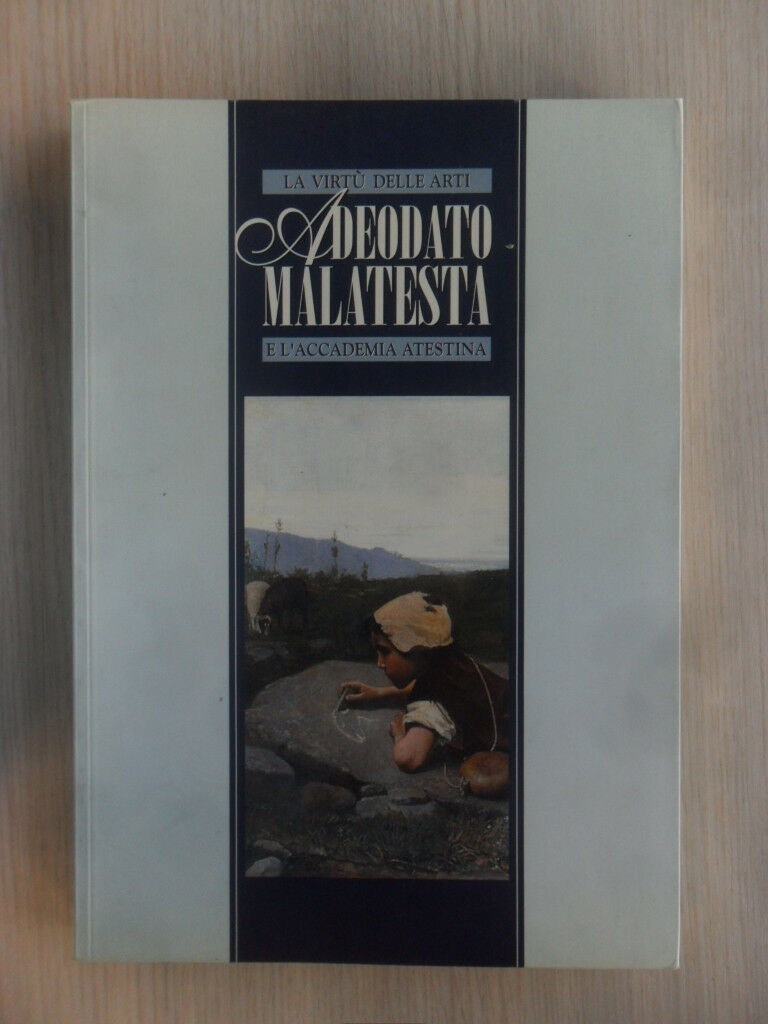 LA VIRTÙ DELLE ARTI
ADEODATO
MALATESTA
E L'ACCADEMIA ATESTINA